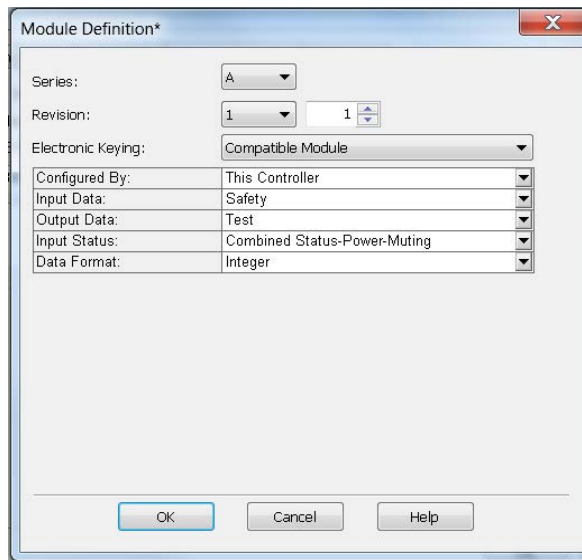 Module Definition*
Series: A
Revision: 1 1
Electronic Keying: Compatible Module
Configured By: This Controller
Input Data: Safety
Output Data: Test
Input Status: Combined Status-Power-Muting
Data Format: Integer
OK Cancel Help